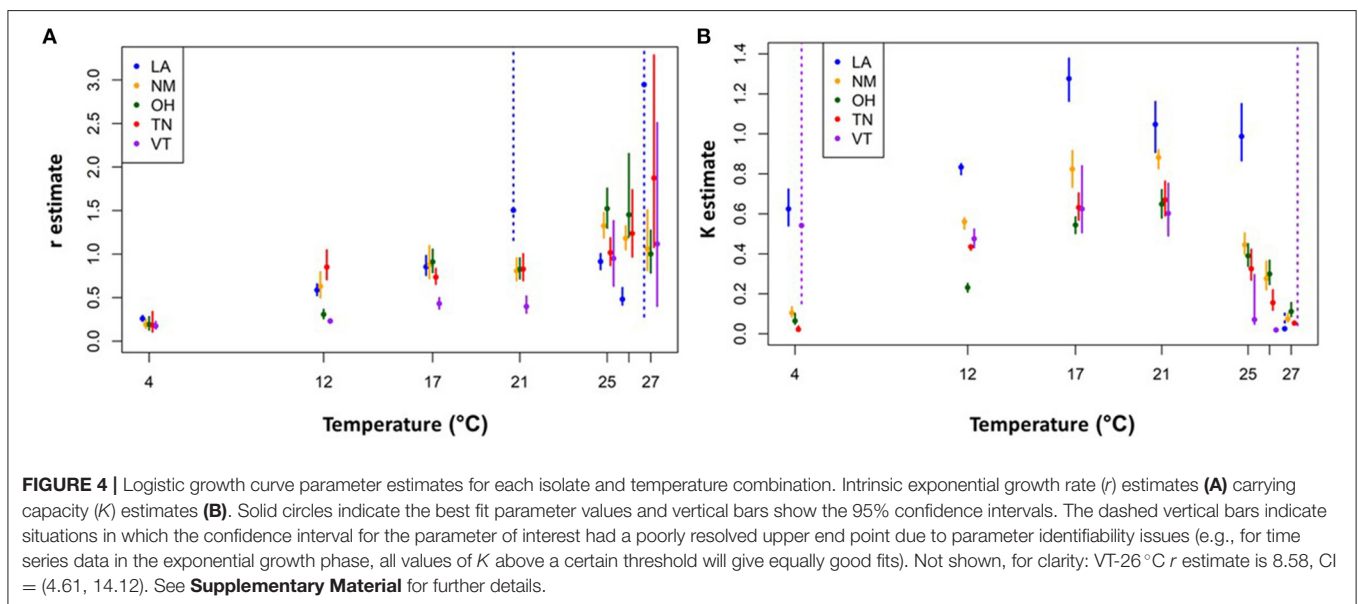 A
B
r estimate
3.0
2.5
2.0
1.5
1.0
0.5
0.0
LA
NM
OH
TN
VT
4
12
17
21
25
27
Temperature (°C)
K estimate
1.4
1.2
1.0
0.8
0.6
0.4
0.2
0.0
LA
NM
OH
TN
VT
4
12
17
21
25
27
Temperature (°C)
FIGURE 4 | Logistic growth curve parameter estimates for each isolate and temperature combination. Intrinsic exponential growth rate (r) estimates (A) carrying
capacity (K) estimates (B). Solid circles indicate the best fit parameter values and vertical bars show the 95% confidence intervals. The dashed vertical bars indicate
situations in which the confidence interval for the parameter of interest had a poorly resolved upper end point due to parameter identifiability issues (e.g., for time
series data in the exponential growth phase, all values of K above a certain threshold will give equally good fits). Not shown, for clarity: VT-26°C r estimate is 8.58, CI
= (4.61, 14.12). See Supplementary Material for further details.